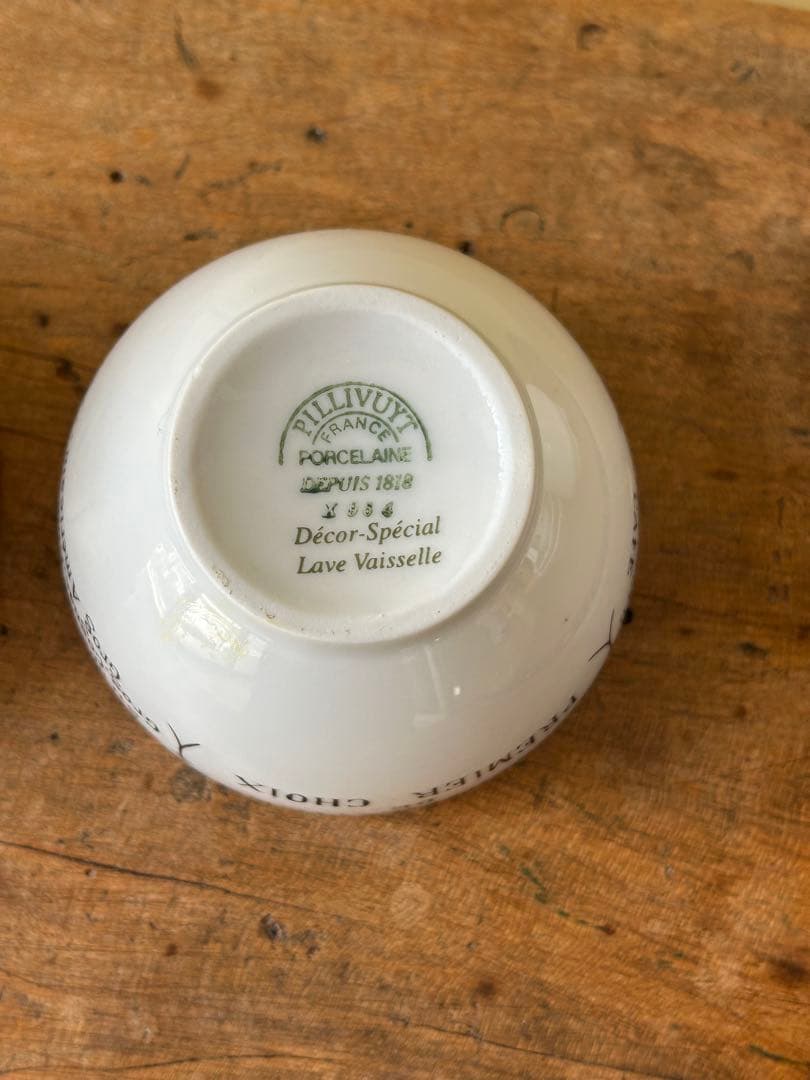 PILLIVUYT
FRANCE
PORCELAINE
DEPUIS 1818
Décor-Spécial
Lave Vaisselle
PREMIER
CHOIX